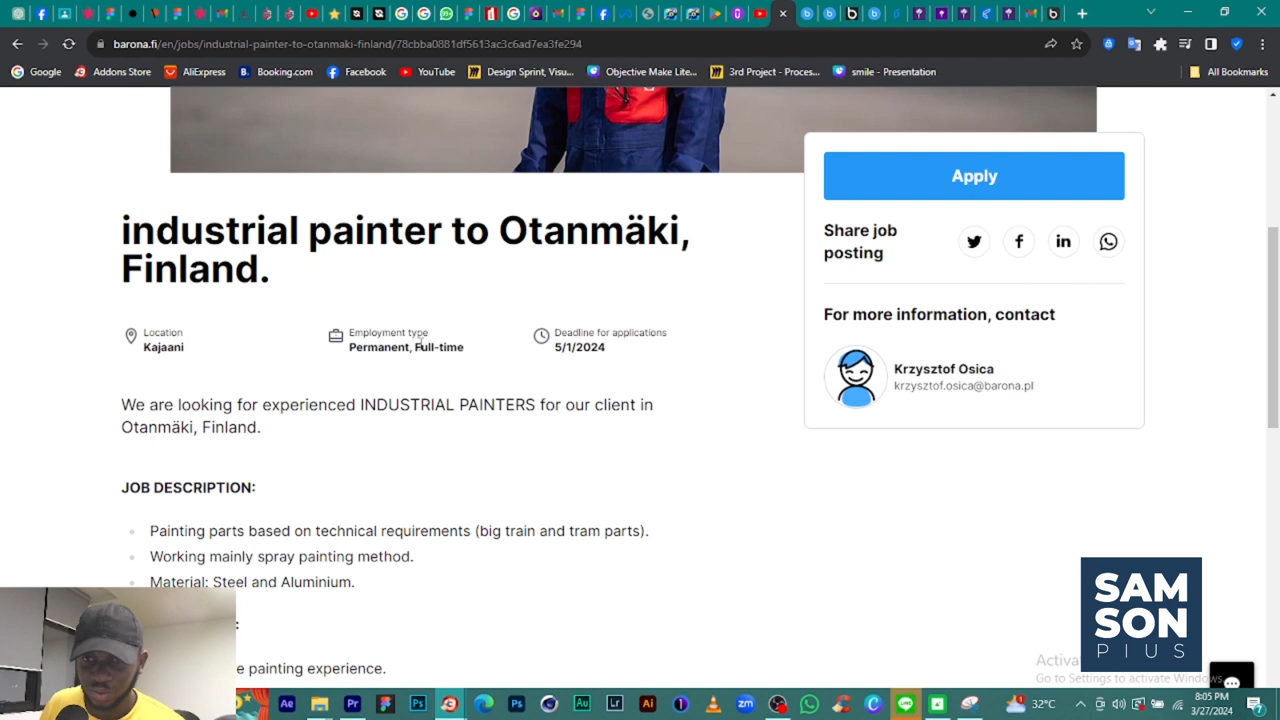 barona.fi/en/jobs/industrial-painter-to-otanmaki-finland/78cbba0881df5613ac3c6ad7ea3fe294
Google
Addons Store
AliExpress
Booking.com
Facebook
YouTube
Design Sprint, Visu...
Objective Make Lite...
3rd Project - Proces...
smile - Presentation
All Bookmarks
industrial painter to Otanmäki,
Finland.
Location
Kajaani
Employment type
Permanent, Full-time
Deadline for applications
5/1/2024
We are looking for experienced INDUSTRIAL PAINTERS for our client in
Otanmäki, Finland.
JOB DESCRIPTION:
Painting parts based on technical requirements (big train and tram parts).
Working mainly spray painting method.
Material: Steel and Aluminium.
painting experience.
Apply
Share job
posting
For more information, contact
Krzysztof Osica
krzysztof.osica@barona.pl
SAM
SON
PIUS
Go to Settings to activate Windows
32°C
8:05 PM
3/27/2024